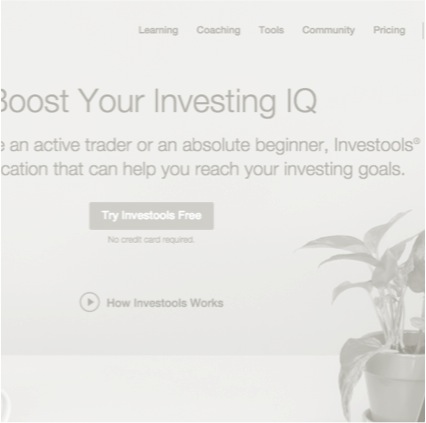 Learning Coaching Tools Community Pricing
Boost Your Investing IQ
e an active trader or an absolute beginner, Investools®
cation that can help you reach your investing goals.
Try Investools Free
No credit card required.
How Investools Works